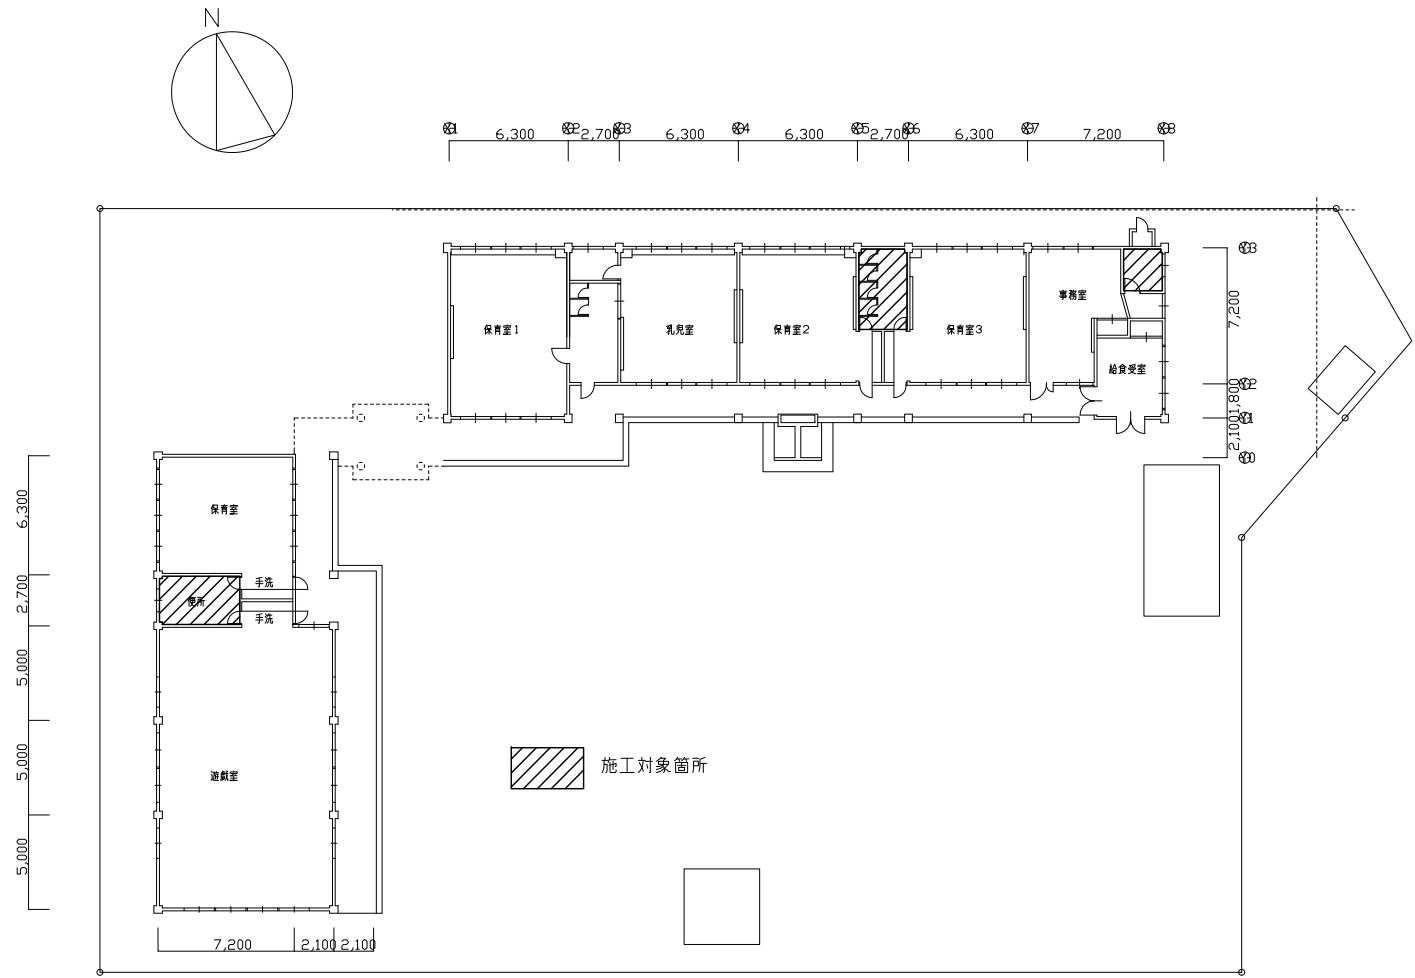 N
X1 X2 X3 X4 X5 X6 X7 X8
6,300 2,700 6,300 6,300 2,700 6,300 7,200
Y3
7,200
Y2
1,800
Y1
2,100
Y0
保育室1
乳児室
保育室2
保育室3
事務室
給食受室
6,300
2,700
5,000
5,000
5,000
保育室
手洗
便所
手洗
遊戯室
施工対象箇所
7,200 2,100 2,100